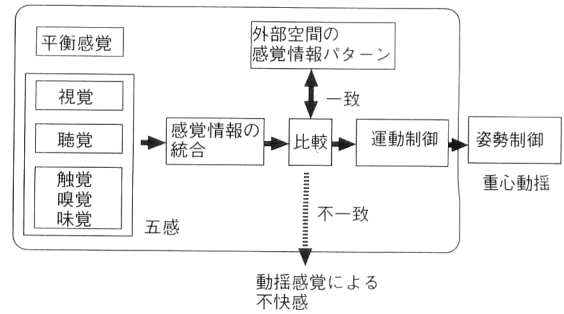 平衡感覚
視覚
聴覚
触覚
嗅覚
味覚
五感
感覚情報の
統合
外部空間の
感覚情報パターン
一致
比較
運動制御
姿勢制御
重心動揺
不一致
動揺感覚による
不快感